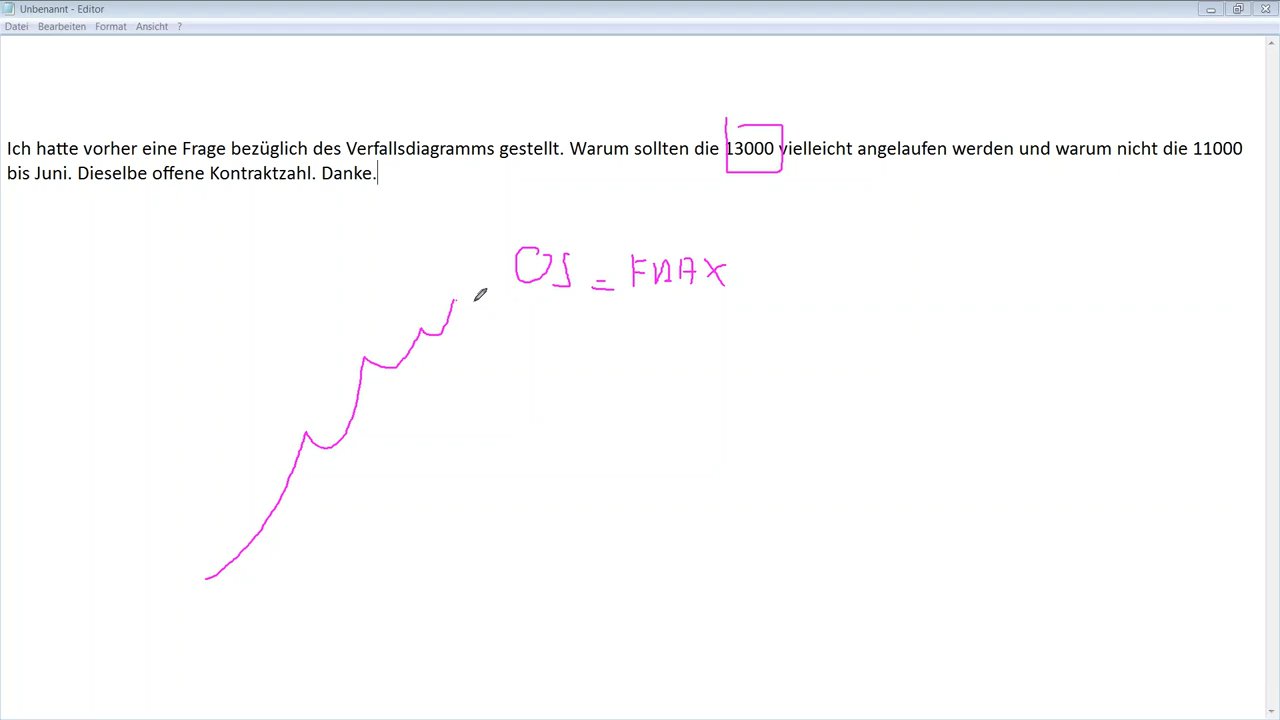 Unbenannt - Editor
Datei Bearbeiten Format Ansicht ?
Ich hatte vorher eine Frage bezüglich des Verfallsdiagramms gestellt. Warum sollten die 13000 vielleicht angelaufen werden und warum nicht die 11000
bis Juni. Dieselbe offene Kontraktzahl. Danke.
OI = FDAX